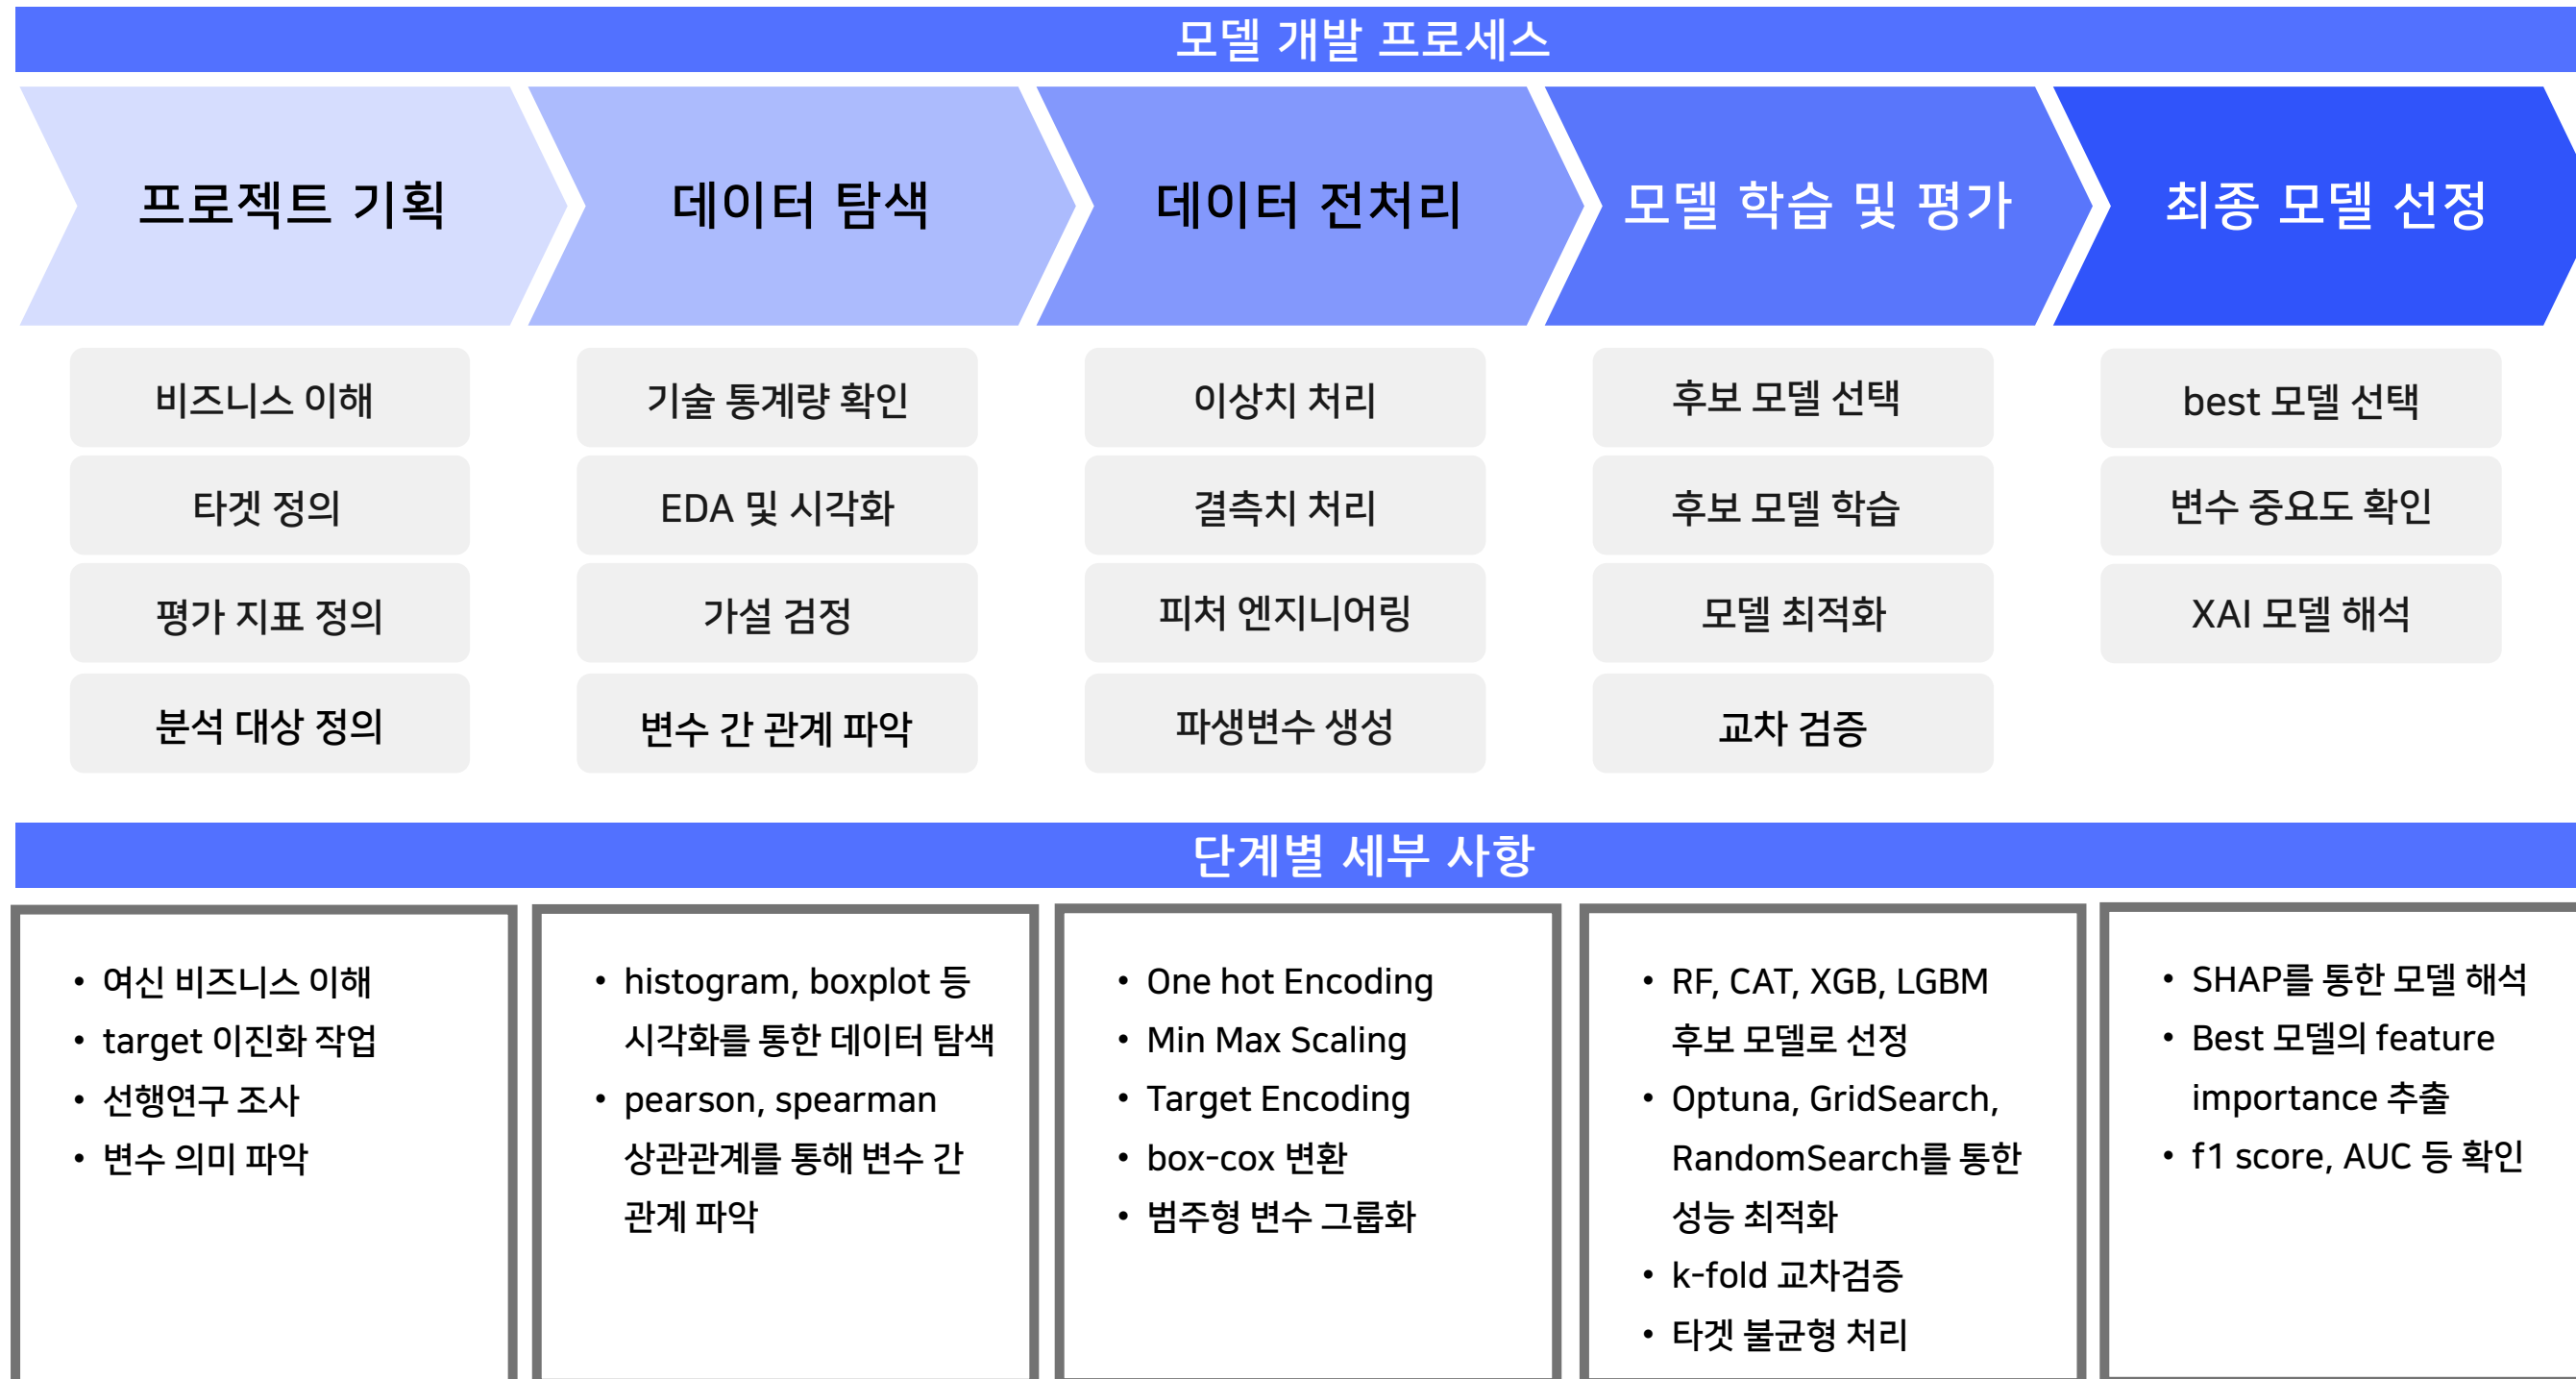 모델 개발 프로세스
프로젝트 기획
데이터 탐색
데이터 전처리
모델 학습 및 평가
최종 모델 선정
비즈니스 이해
타겟 정의
평가 지표 정의
분석 대상 정의
기술 통계량 확인
EDA 및 시각화
가설 검정
변수 간 관계 파악
이상치 처리
결측치 처리
피처 엔지니어링
파생변수 생성
후보 모델 선택
후보 모델 학습
모델 최적화
교차 검증
best 모델 선택
변수 중요도 확인
XAI 모델 해석
단계별 세부 사항
• 여신 비즈니스 이해
• target 이진화 작업
• 선행연구 조사
• 변수 의미 파악
• histogram, boxplot 등
시각화를 통한 데이터 탐색
• pearson, spearman
상관관계를 통해 변수 간
관계 파악
• One hot Encoding
• Min Max Scaling
• Target Encoding
• box-cox 변환
• 범주형 변수 그룹화
• RF, CAT, XGB, LGBM
후보 모델로 선정
• Optuna, GridSearch,
RandomSearch를 통한
성능 최적화
• k-fold 교차검증
• 타겟 불균형 처리
• SHAP를 통한 모델 해석
• Best 모델의 feature
importance 추출
• f1 score, AUC 등 확인